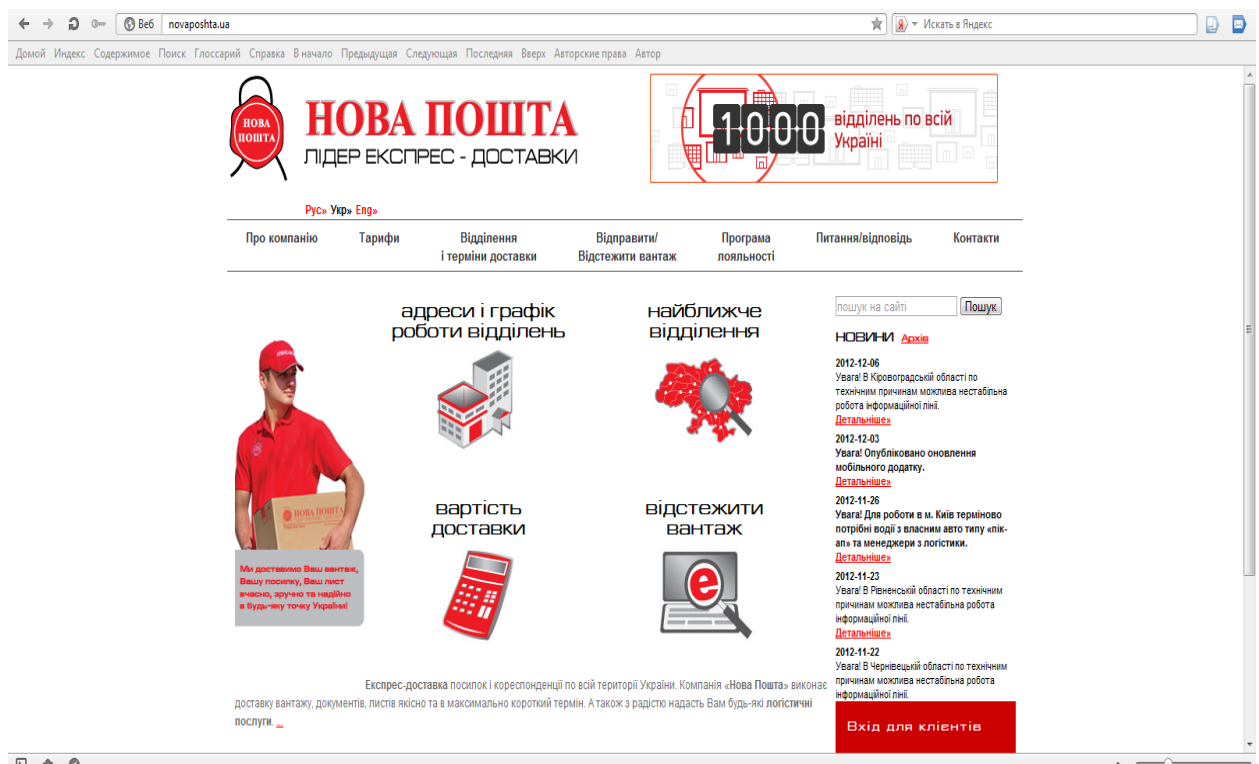 Веб
novaposhta.ua
Искать в Яндекс
Домой Индекс Содержимое Поиск Глоссарий Справка В начало Предыдущая Следующая Последняя Вверх Авторские права Автор
НОВА
ПОШТА
НОВА ПОШТА
ЛІДЕР ЕКСПРЕС - ДОСТАВКИ
1000
відділень по всій
Україні
Рус» Укр» Eng»
Про компанію
Тарифи
Відділення
і терміни доставки
Відправити/
Відстежити вантаж
Програма
лояльності
Питання/відповідь
Контакти
адреси і графік
роботи відділень
найближче
відділення
вартість
доставки
відстежити
вантаж
e
НОВА ПОШТА
Ми доставимо Ваш вантаж,
Вашу посилку, Ваш лист
вчасно, зручно та надійно
в будь-яку точку України!
Експрес-доставка посилок і кореспонденції по всій території України. Компанія «Нова Пошта» виконає
доставку вантажу, документів, листів якісно та в максимально короткий термін. А також з радістю надасть Вам будь-які логістичні
послуги. ...
пошук на сайті
Пошук
НОВИНИ Архів
2012-12-06
Увага! В Кіровоградській області по
технічним причинам можлива нестабільна
робота інформаційної лінії.
Детальніше»
2012-12-03
Увага! Опубліковано оновлення
мобільного додатку.
Детальніше»
2012-11-26
Увага! Для роботи в м. Київ терміново
потрібні водії з власним авто типу «пік-
ап» та менеджери з логістики.
Детальніше»
2012-11-23
Увага! В Рівненській області по технічним
причинам можлива нестабільна робота
інформаційної лінії.
Детальніше»
2012-11-22
Увага! В Чернівецькій області по технічним
причинам можлива нестабільна робота
інформаційної лінії.
Вхід для клієнтів